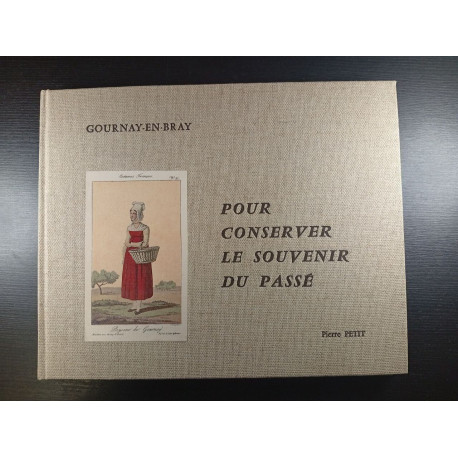 GOURNAY-EN-BRAY
POUR
CONSERVER
LE SOUVENIR
DU PASSÉ
Pierre PETIT